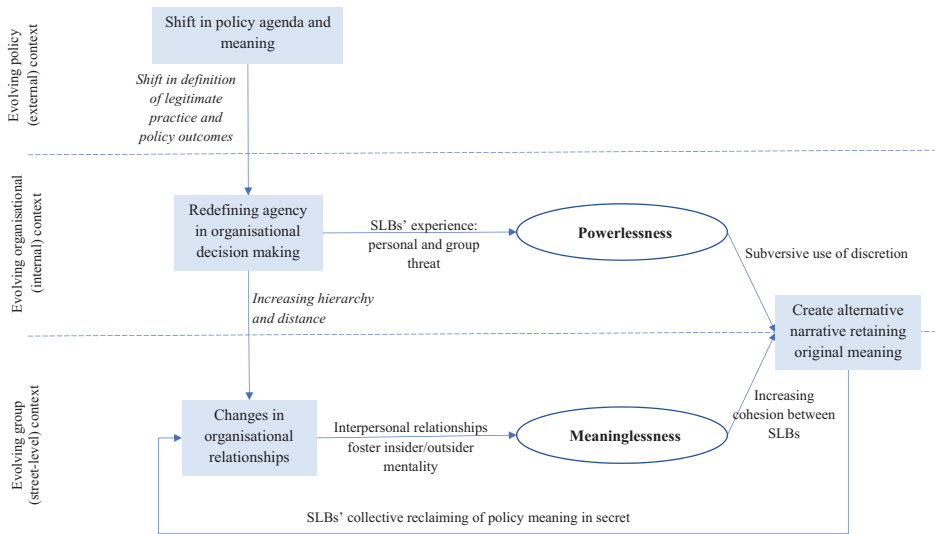 Evolving policy
(external) context
Shift in policy agenda and
meaning
Shift in definition
of legitimate
practice and
policy outcomes
Evolving organisational
(internal) context
Redefining agency
in organisational
decision making
SLBs’ experience:
personal and group
threat
Powerlessness
Subversive use of discretion
Increasing hierarchy
and distance
Create alternative
narrative retaining
original meaning
Evolving group
(street-level) context
Changes in
organisational
relationships
Interpersonal relationships
foster insider/outsider
mentality
Meaninglessness
Increasing
cohesion between
SLBs
SLBs’ collective reclaiming of policy meaning in secret